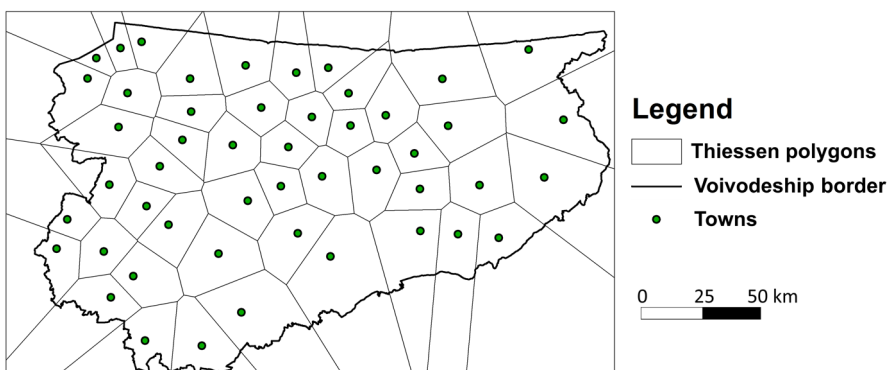 Legend
Thiessen polygons
Voivodeship border
Towns
0 25 50 km